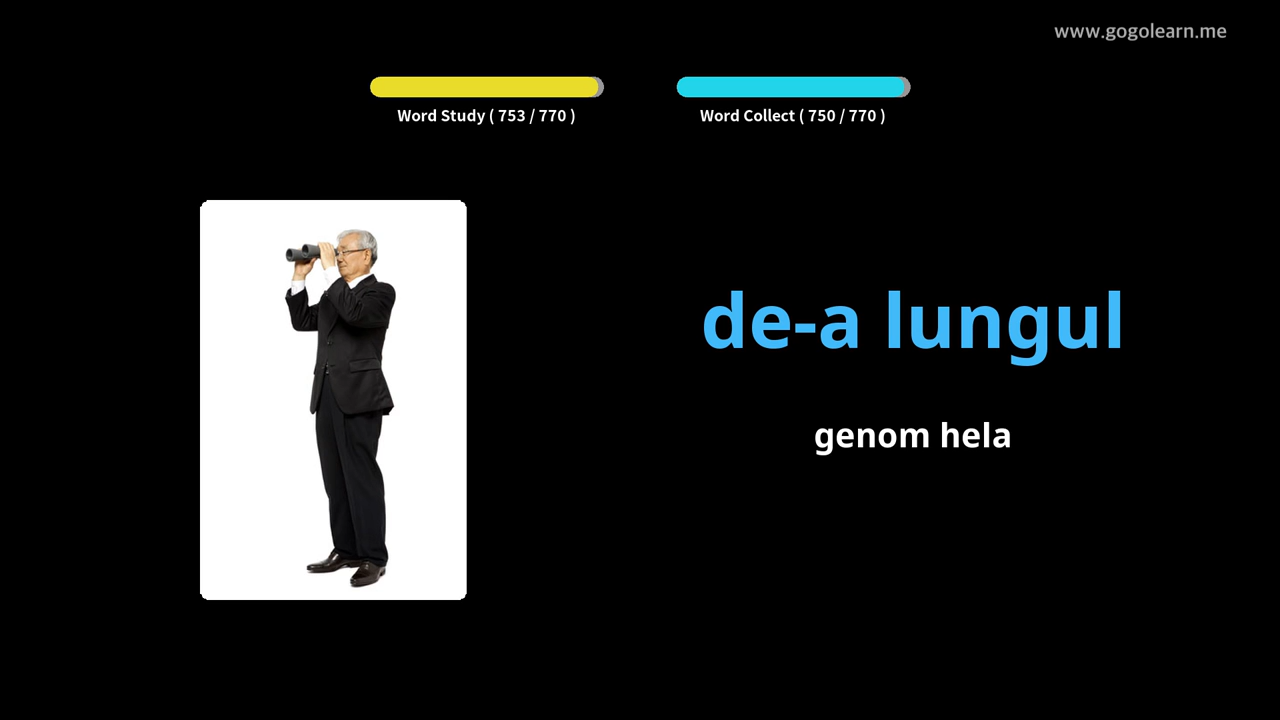 www.gogolearn.me
Word Study ( 753 / 770 )
Word Collect ( 750 / 770 )
de-a lungul
genom hela